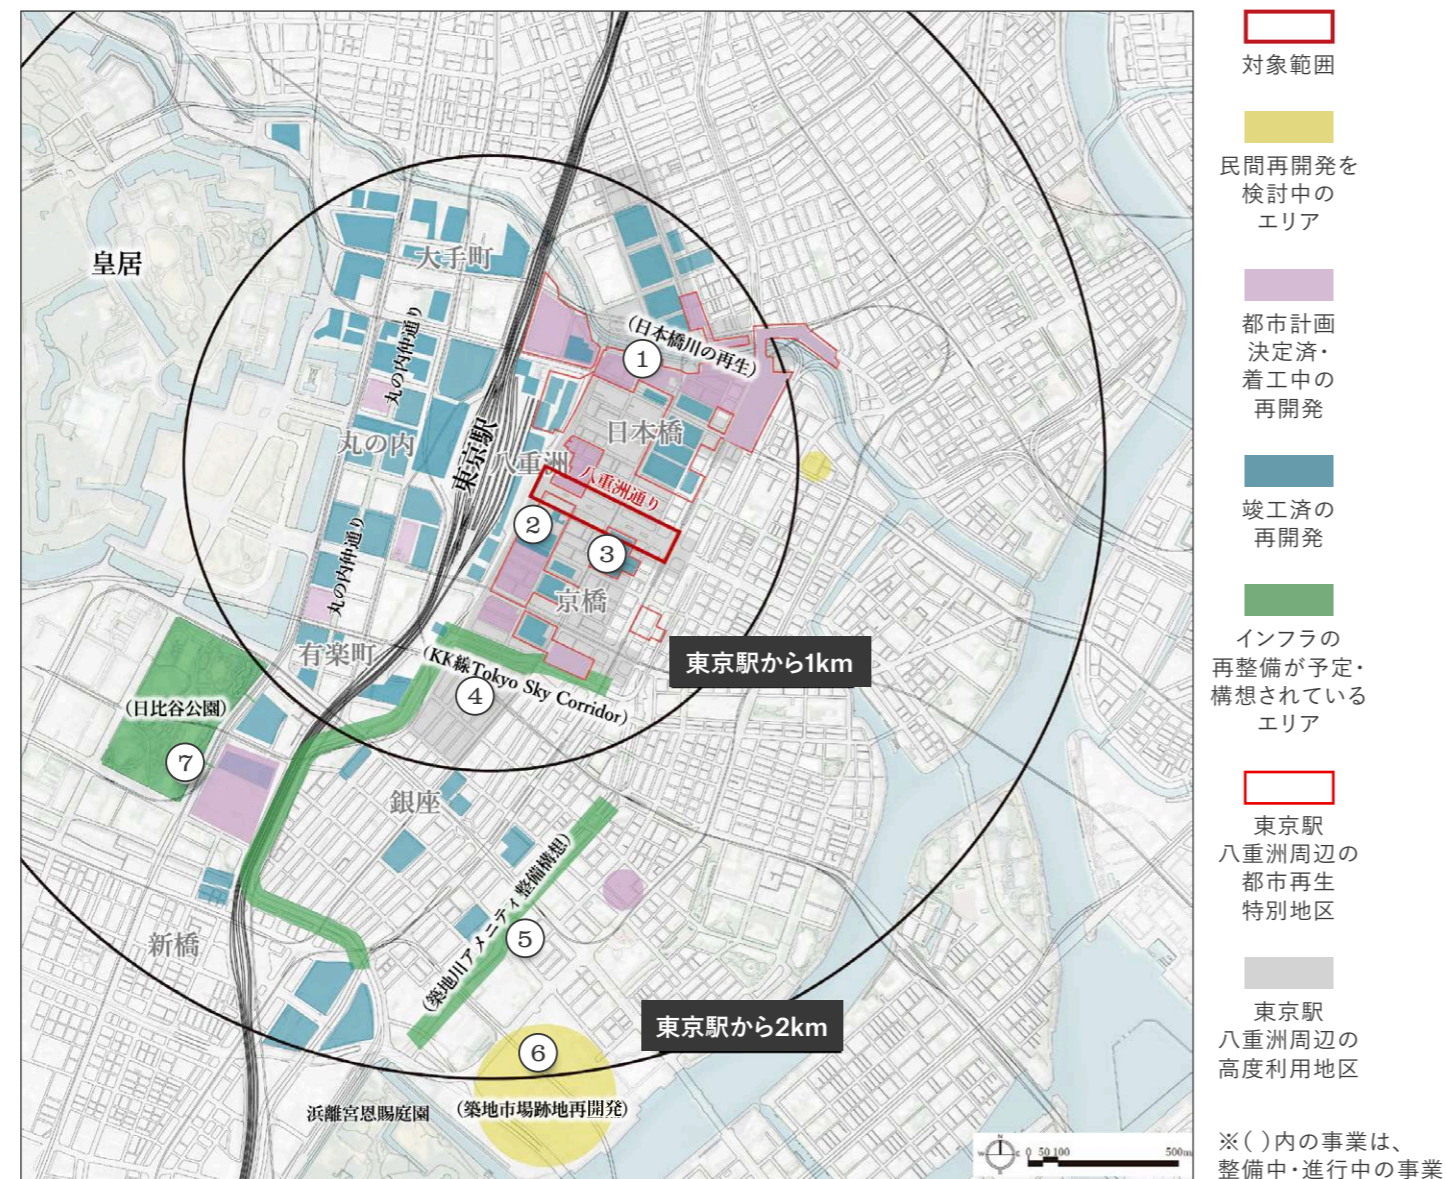 皇居
大手町
丸の内仲通り
丸の内
東京駅
八重洲
(日本橋川の再生)
①
日本橋
八重洲通り
②
③
京橋
丸の内仲通り
有楽町
東京駅から1km
(KK線Tokyo Sky Corridor)
④
(日比谷公園)
⑦
銀座
(築地川アメニティ整備構想)
⑤
新橋
東京駅から2km
⑥
(築地市場跡地再開発)
浜離宮恩賜庭園
N
W
E
S
0 50 100 500m
対象範囲
民間再開発を
検討中の
エリア
都市計画
決定済・
着工中の
再開発
竣工済の
再開発
インフラの
再整備が予定・
構想されている
エリア
東京駅
八重洲周辺の
都市再生
特別地区
東京駅
八重洲周辺の
高度利用地区
※( )内の事業は、
整備中・進行中の事業